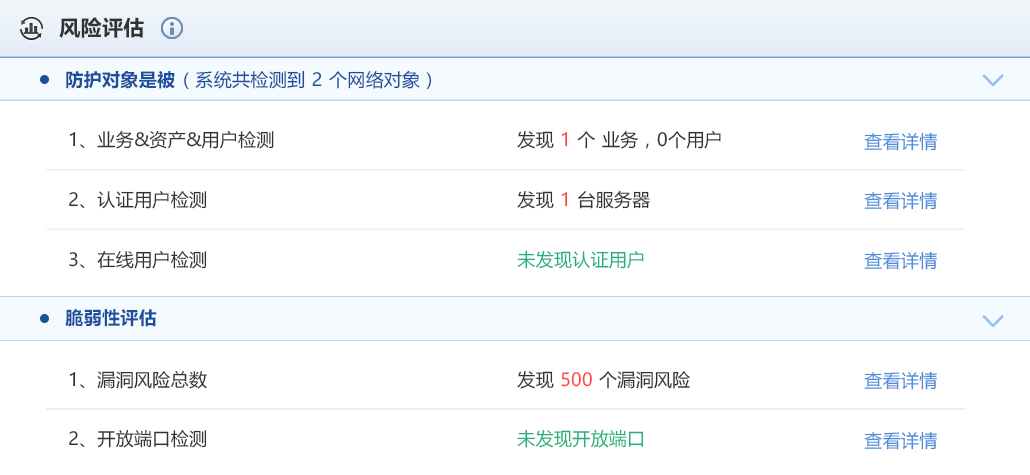 风险评估
防护对象是被（系统共检测到 2 个网络对象）
1、业务&资产&用户检测 发现 1 个 业务，0个用户 查看详情
2、认证用户检测 发现 1 台服务器 查看详情
3、在线用户检测 未发现认证用户 查看详情
脆弱性评估
1、漏洞风险总数 发现 500 个漏洞风险 查看详情
2、开放端口检测 未发现开放端口 查看详情